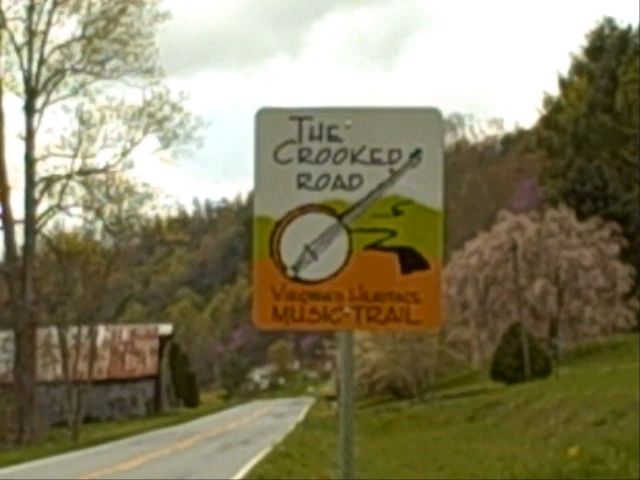 THE
CROOKED
ROAD
VIRGINIA'S HERITAGE
MUSIC TRAIL